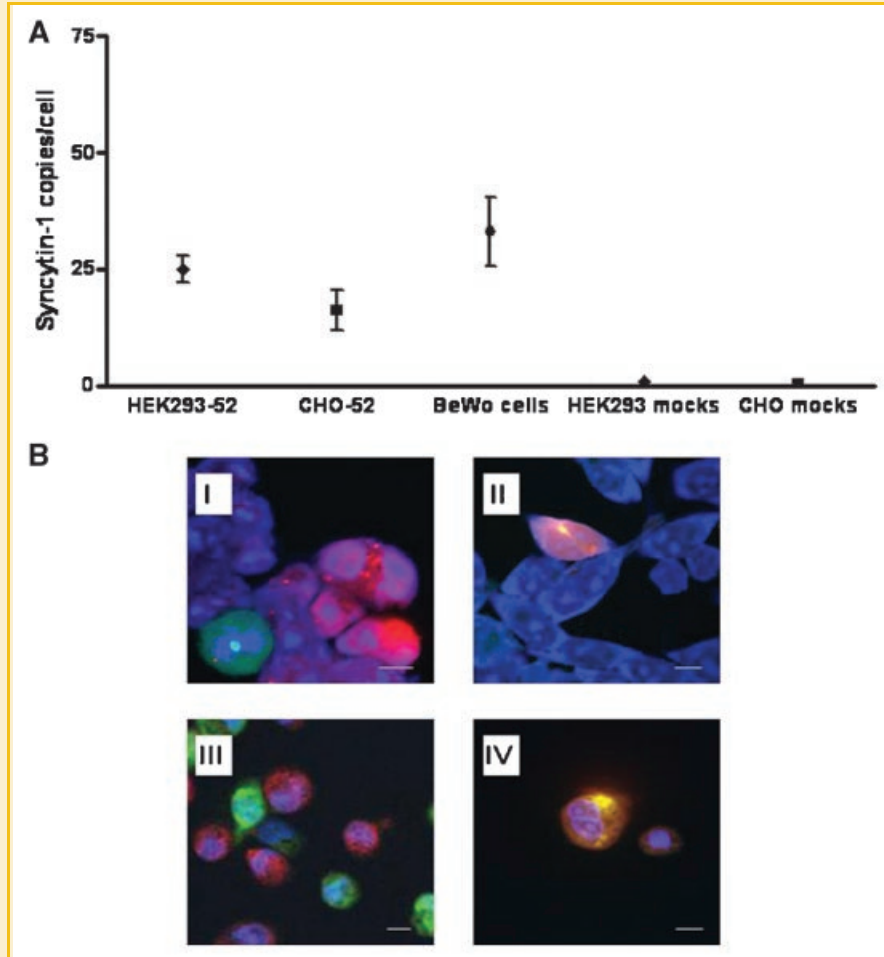 A
75
50
25
0
Syncytin-1 copies/cell
HEK293-52 CHO-52 BeWo cells HEK293 mocks CHO mocks
B
I II
III IV